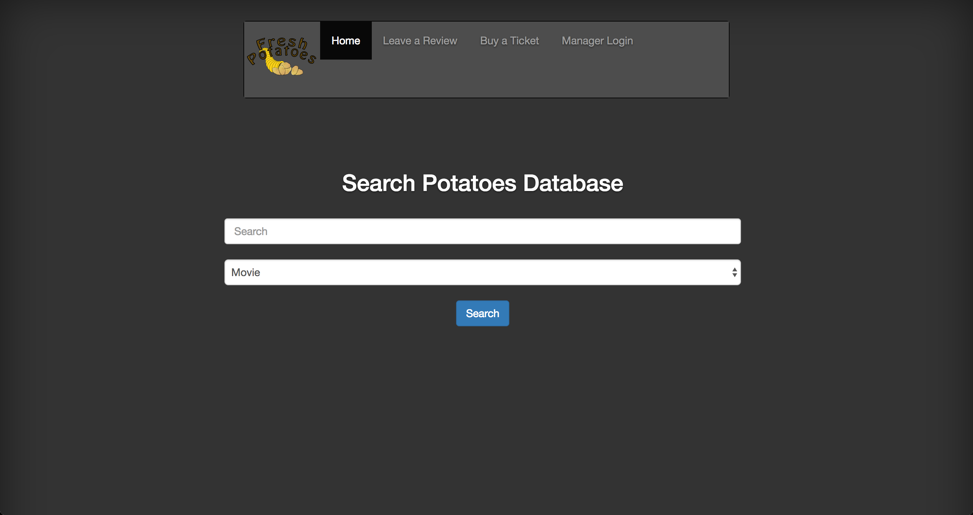 Fresh
Potatoes
Home Leave a Review Buy a Ticket Manager Login
Search Potatoes Database
Search
Movie
Search